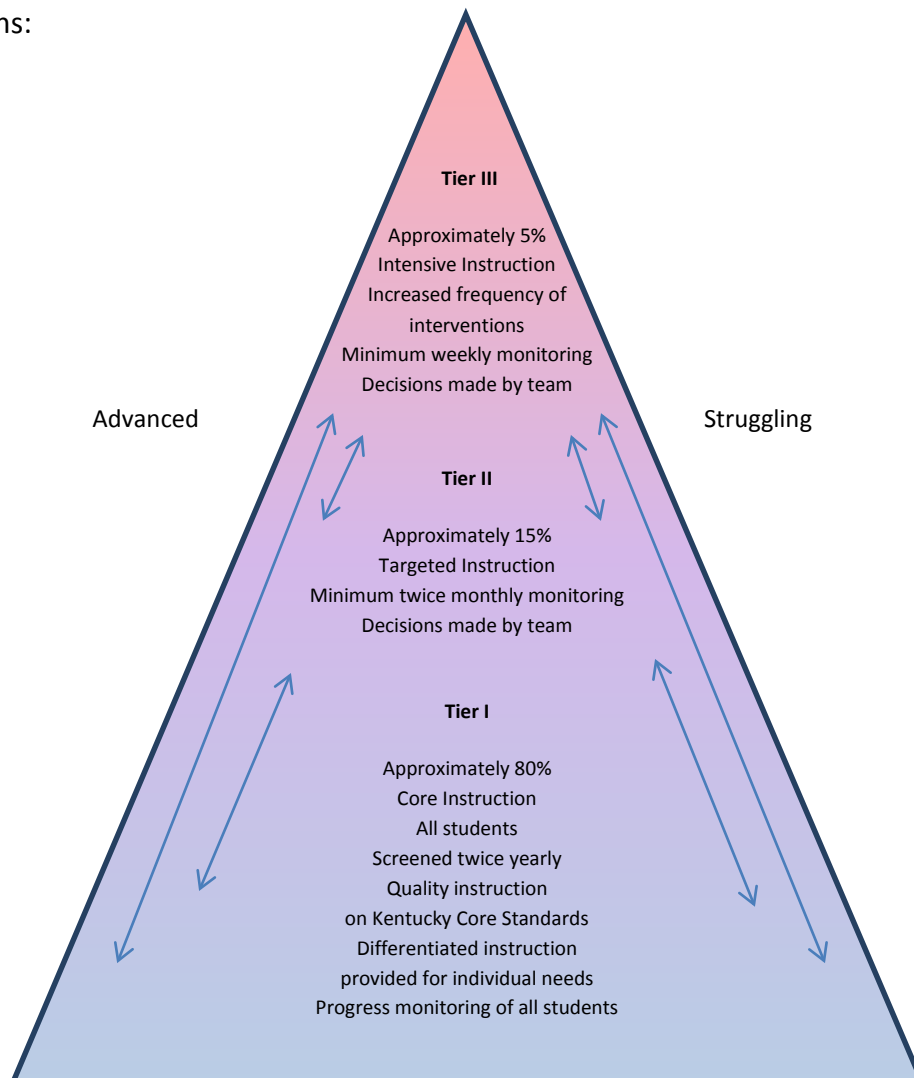 ns:
Tier III
Approximately 5%
Intensive Instruction
Increased frequency of
interventions
Minimum weekly monitoring
Decisions made by team
Advanced
Struggling
Tier II
Approximately 15%
Targeted Instruction
Minimum twice monthly monitoring
Decisions made by team
Tier I
Approximately 80%
Core Instruction
All students
Screened twice yearly
Quality instruction
on Kentucky Core Standards
Differentiated instruction
provided for individual needs
Progress monitoring of all students